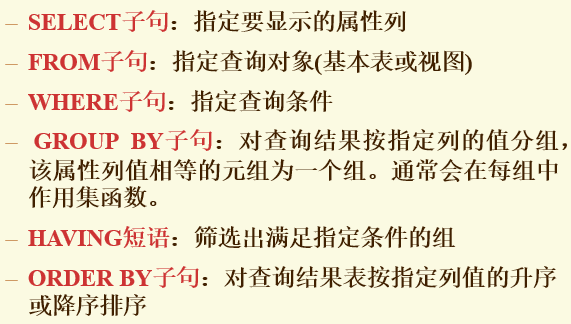 – SELECT子句：指定要显示的属性列
– FROM子句：指定查询对象(基本表或视图)
– WHERE子句：指定查询条件
– GROUP BY子句：对查询结果按指定列的值分组，
该属性列值相等的元组为一个组。通常会在每组中
作用集函数。
– HAVING短语：筛选出满足指定条件的组
– ORDER BY子句：对查询结果表按指定列值的升序
或降序排序